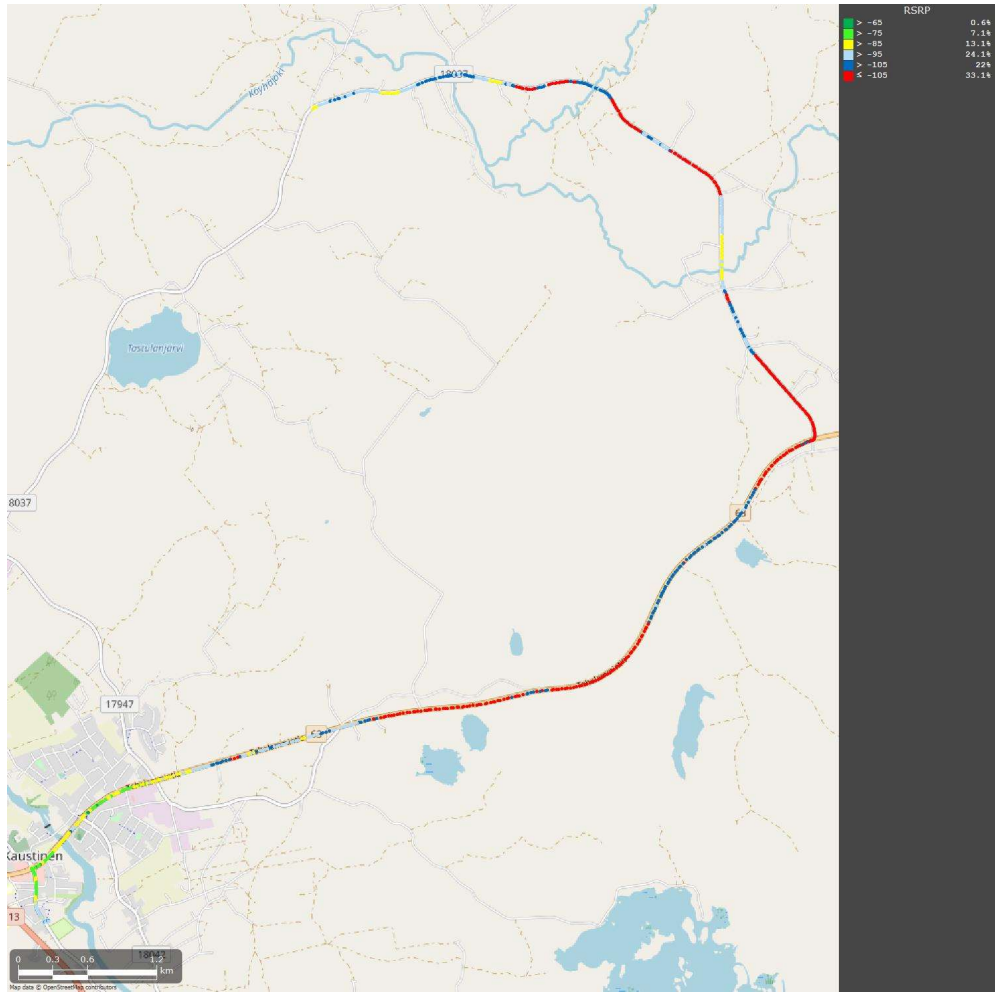 RSRP
> -65 0.6%
> -75 7.1%
> -85 13.1%
> -95 24.1%
> -105 22%
≤ -105 33.1%
18037
Köyhäjoki
Tastulanjärvi
8037
63
17947
63
Kaustinen
13
18047
0 0.3 0.6 1.2
km
Map data © OpenStreetMap contributors